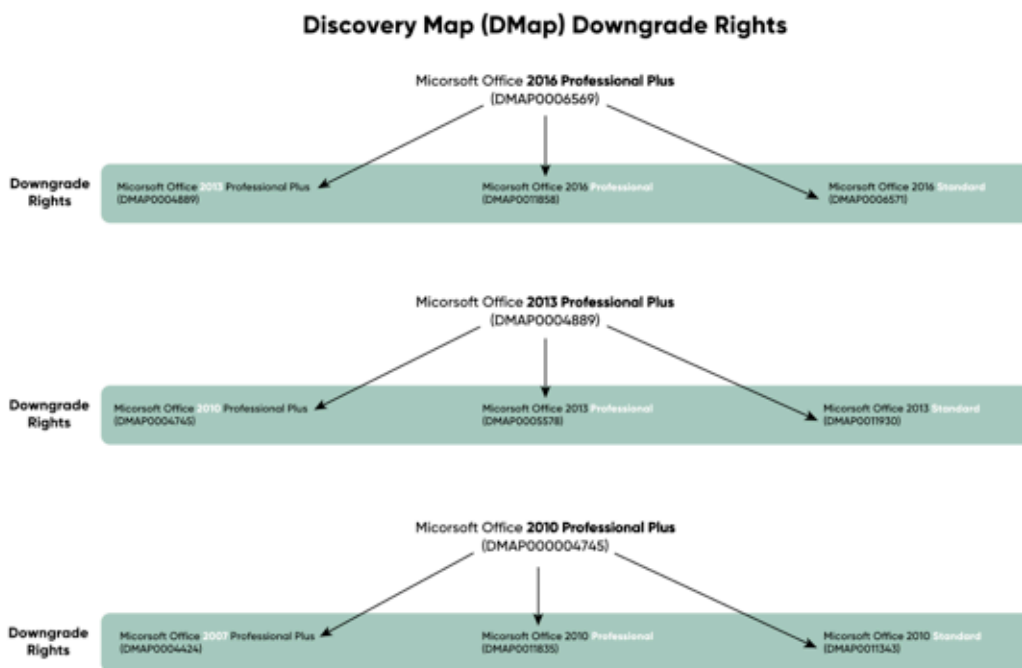 Discovery Map (DMap) Downgrade Rights
Micorsoft Office 2016 Professional Plus
(DMAP0006569)
Downgrade
Rights
Micorsoft Office 2013 Professional Plus
(DMAP0004889)
Micorsoft Office 2016 Professional
(DMAP0011858)
Micorsoft Office 2016 Standard
(DMAP0006571)
Micorsoft Office 2013 Professional Plus
(DMAP0004889)
Downgrade
Rights
Micorsoft Office 2010 Professional Plus
(DMAP0004745)
Micorsoft Office 2013 Professional
(DMAP0005578)
Micorsoft Office 2013 Standard
(DMAP0011930)
Micorsoft Office 2010 Professional Plus
(DMAP000004745)
Downgrade
Rights
Micorsoft Office 2007 Professional Plus
(DMAP0004424)
Micorsoft Office 2010 Professional
(DMAP0011835)
Micorsoft Office 2010 Standard
(DMAP0011343)